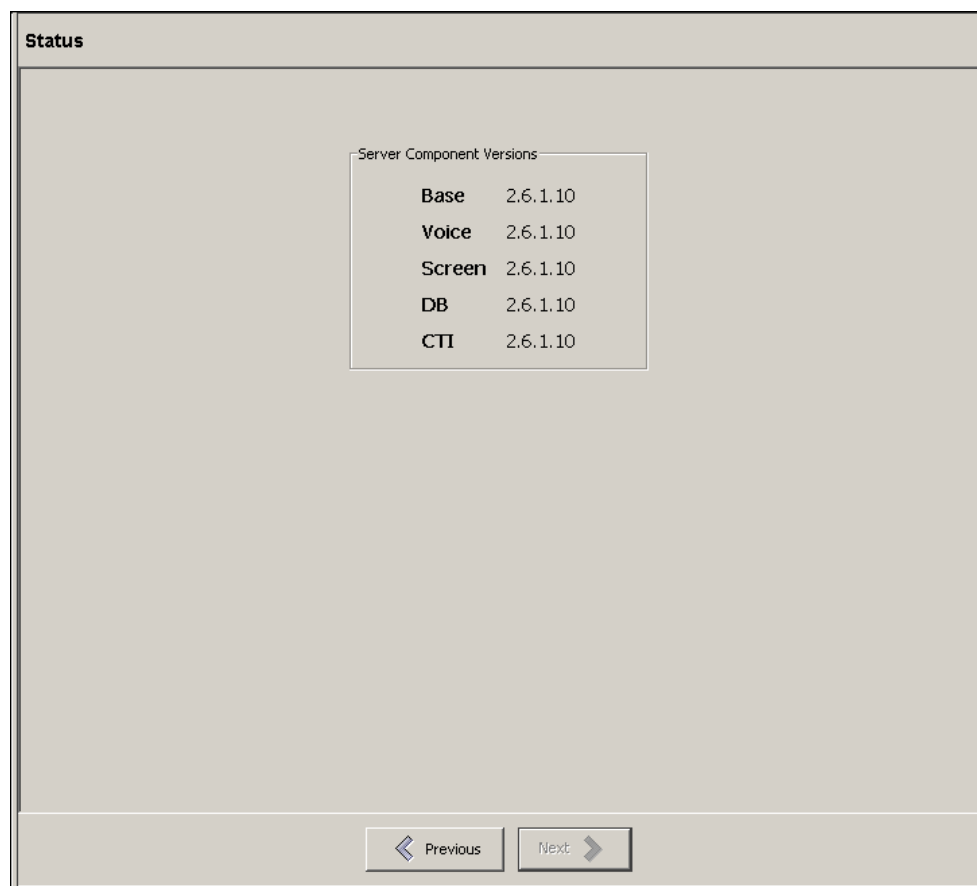 Status
Server Component Versions
Base 2.6.1.10
Voice 2.6.1.10
Screen 2.6.1.10
DB 2.6.1.10
CTI 2.6.1.10
Previous Next